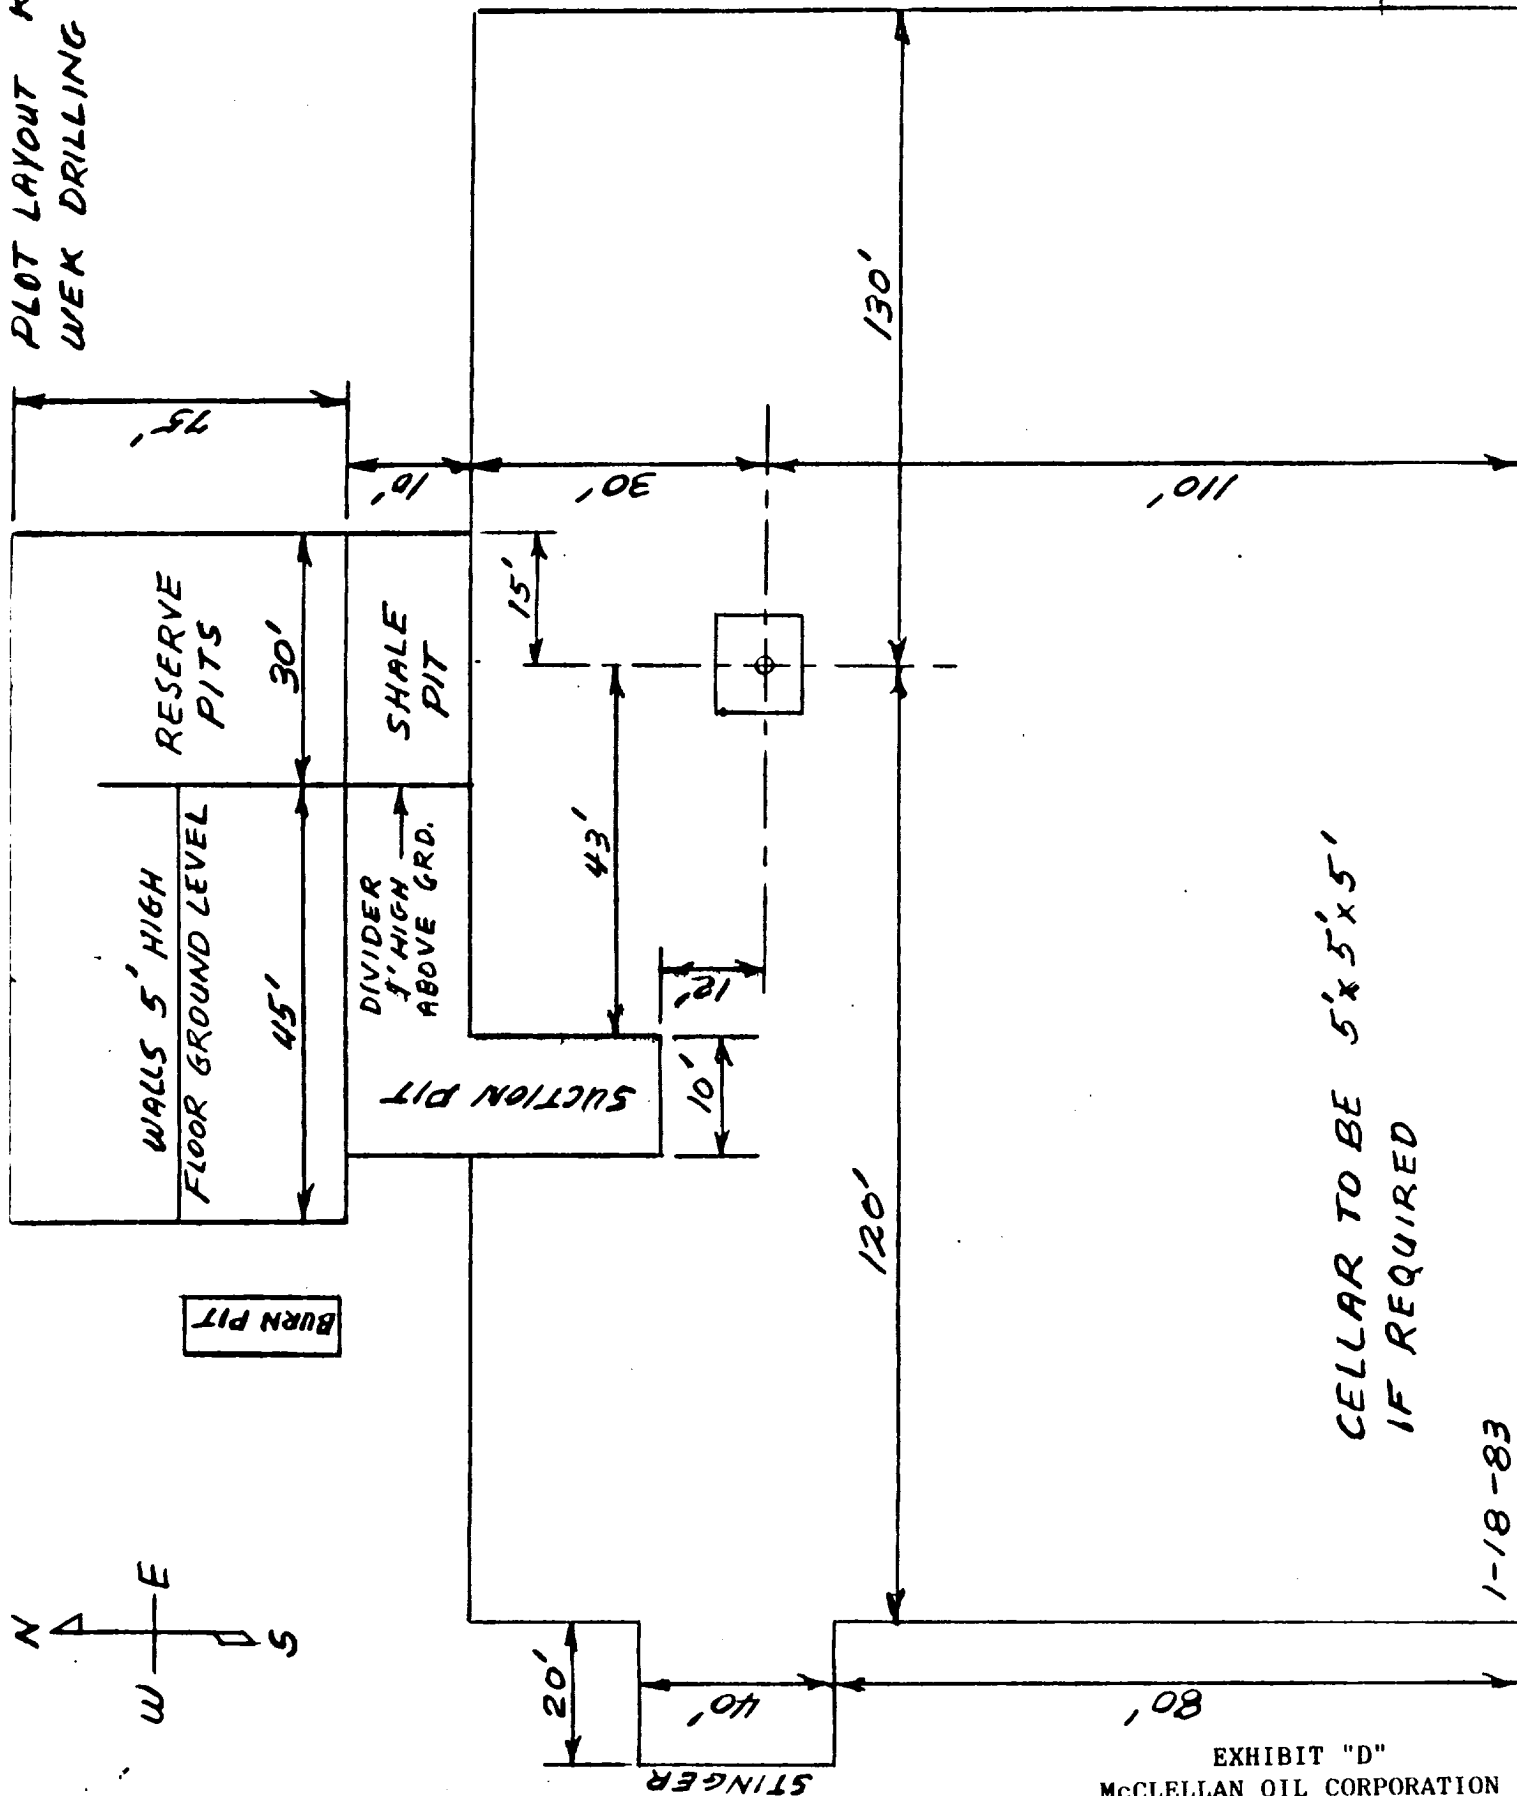 PLOT LAYOUT
WEK DRILLING
75'
10'
30'
110'
RESERVE
PITS
30'
SHALE
PIT
15'
130'
WALLS 5' HIGH
FLOOR GROUND LEVEL
45'
DIVIDER
HIGH
ABOVE GRD.
43'
12'
SUCTION PIT
10'
120'
BURN PIT
N
W
E
S
20'
40'
80'
STINGER
CELLAR TO BE 5'x5'x5'
IF REQUIRED
1-18-83
EXHIBIT "D"
McCLELLAN OIL CORPORATION